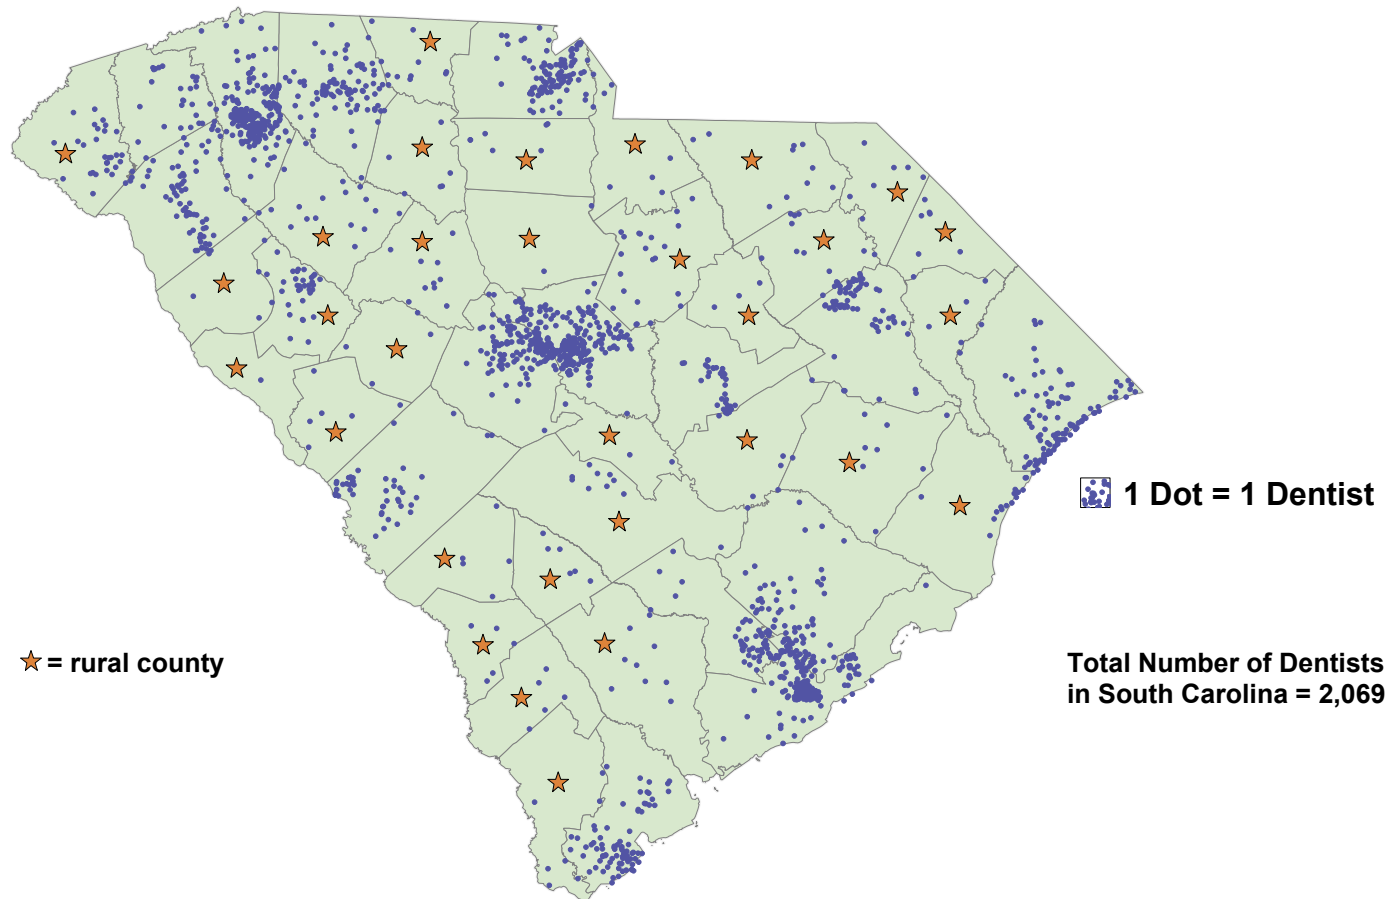 1 Dot = 1 Dentist
= rural county
Total Number of Dentists
in South Carolina = 2,069